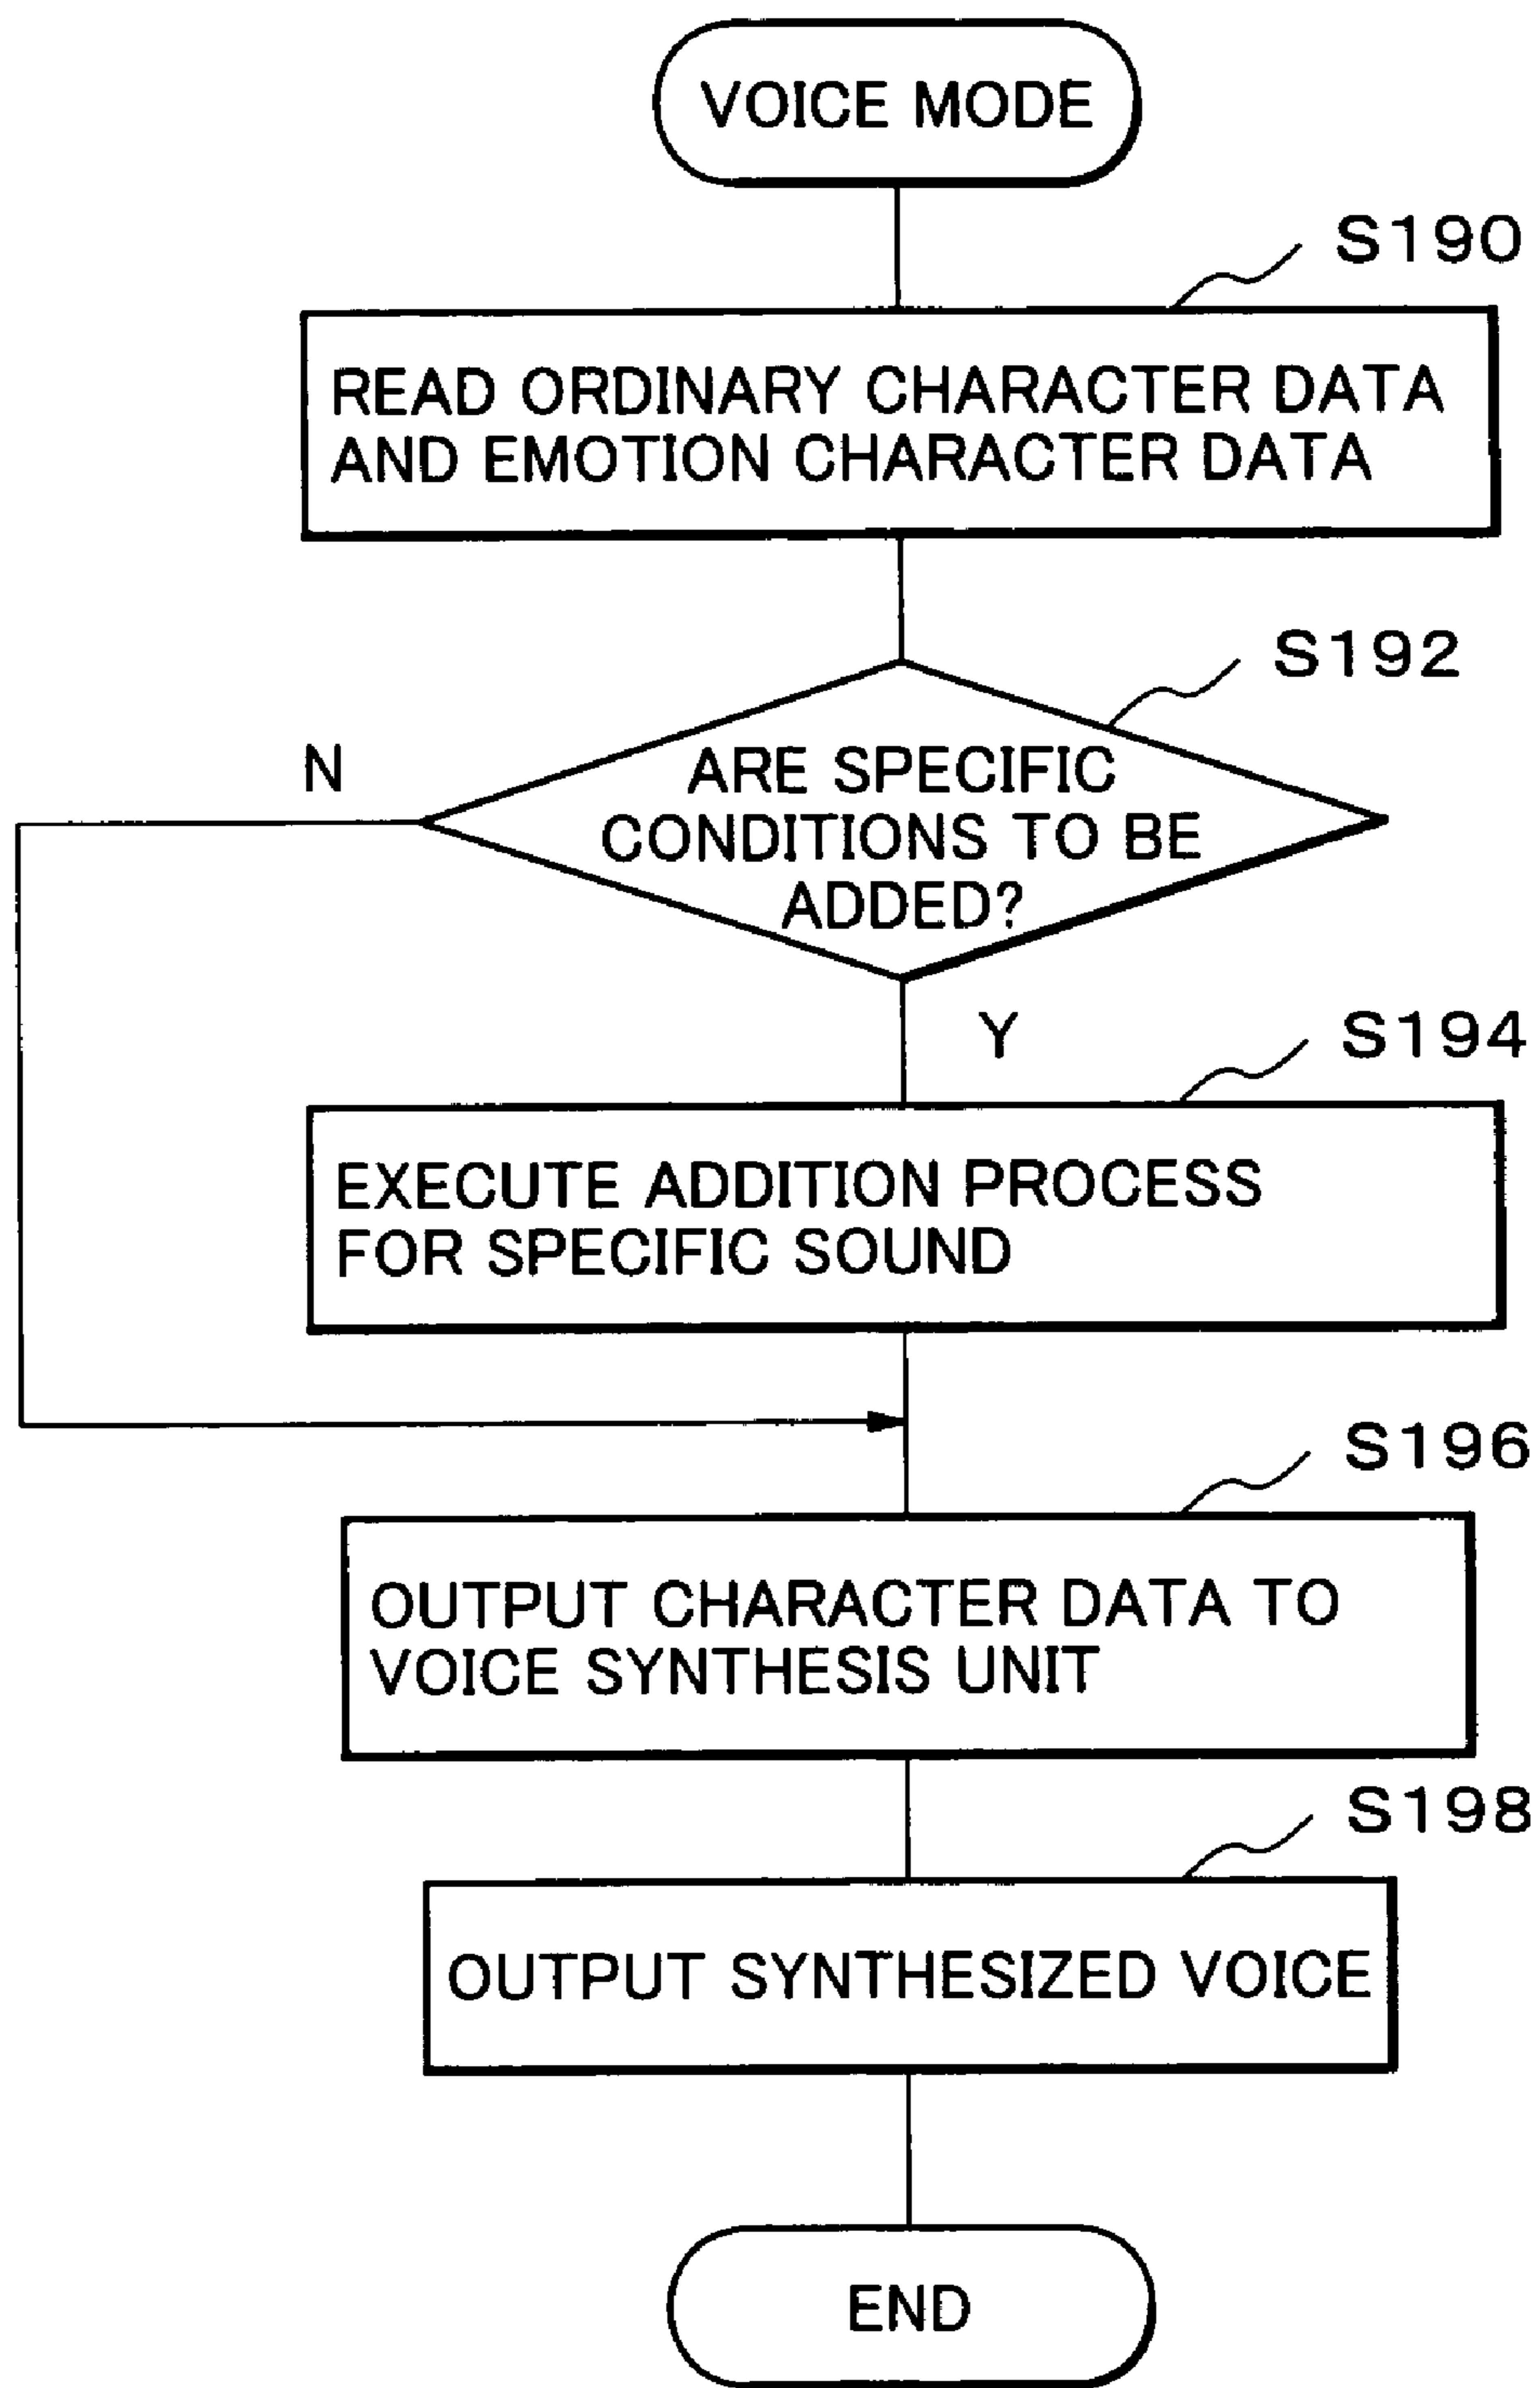 VOICE MODE
S190
READ ORDINARY CHARACTER DATA
AND EMOTION CHARACTER DATA
S192
N
ARE SPECIFIC
CONDITIONS TO BE
ADDED?
Y
S194
EXECUTE ADDITION PROCESS
FOR SPECIFIC SOUND
S196
OUTPUT CHARACTER DATA TO
VOICE SYNTHESIS UNIT
S198
OUTPUT SYNTHESIZED VOICE
END